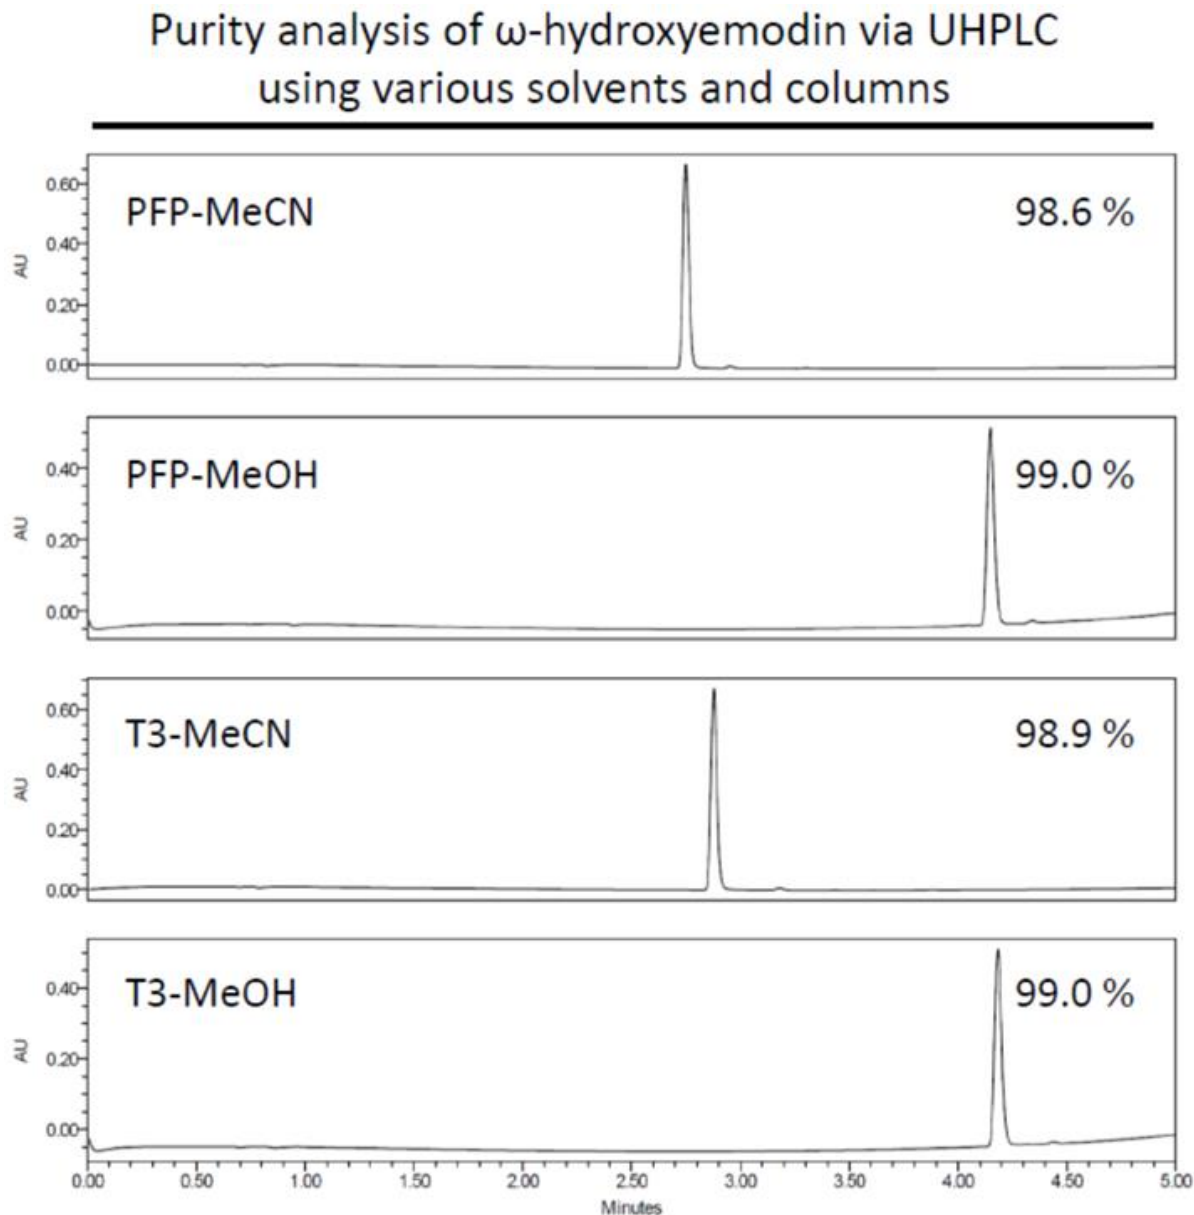 Purity analysis of ω-hydroxyemodin via UHPLC
using various solvents and columns
PFP-MeCN
98.6 %
AU
0.60
0.40
0.20
0.00
PFP-MeOH
99.0 %
AU
0.40
0.20
0.00
T3-MeCN
98.9 %
AU
0.60
0.40
0.20
0.00
T3-MeOH
99.0 %
AU
0.40
0.20
0.00
0.00 0.50 1.00 1.50 2.00 2.50 3.00 3.50 4.00 4.50 5.00
Minutes